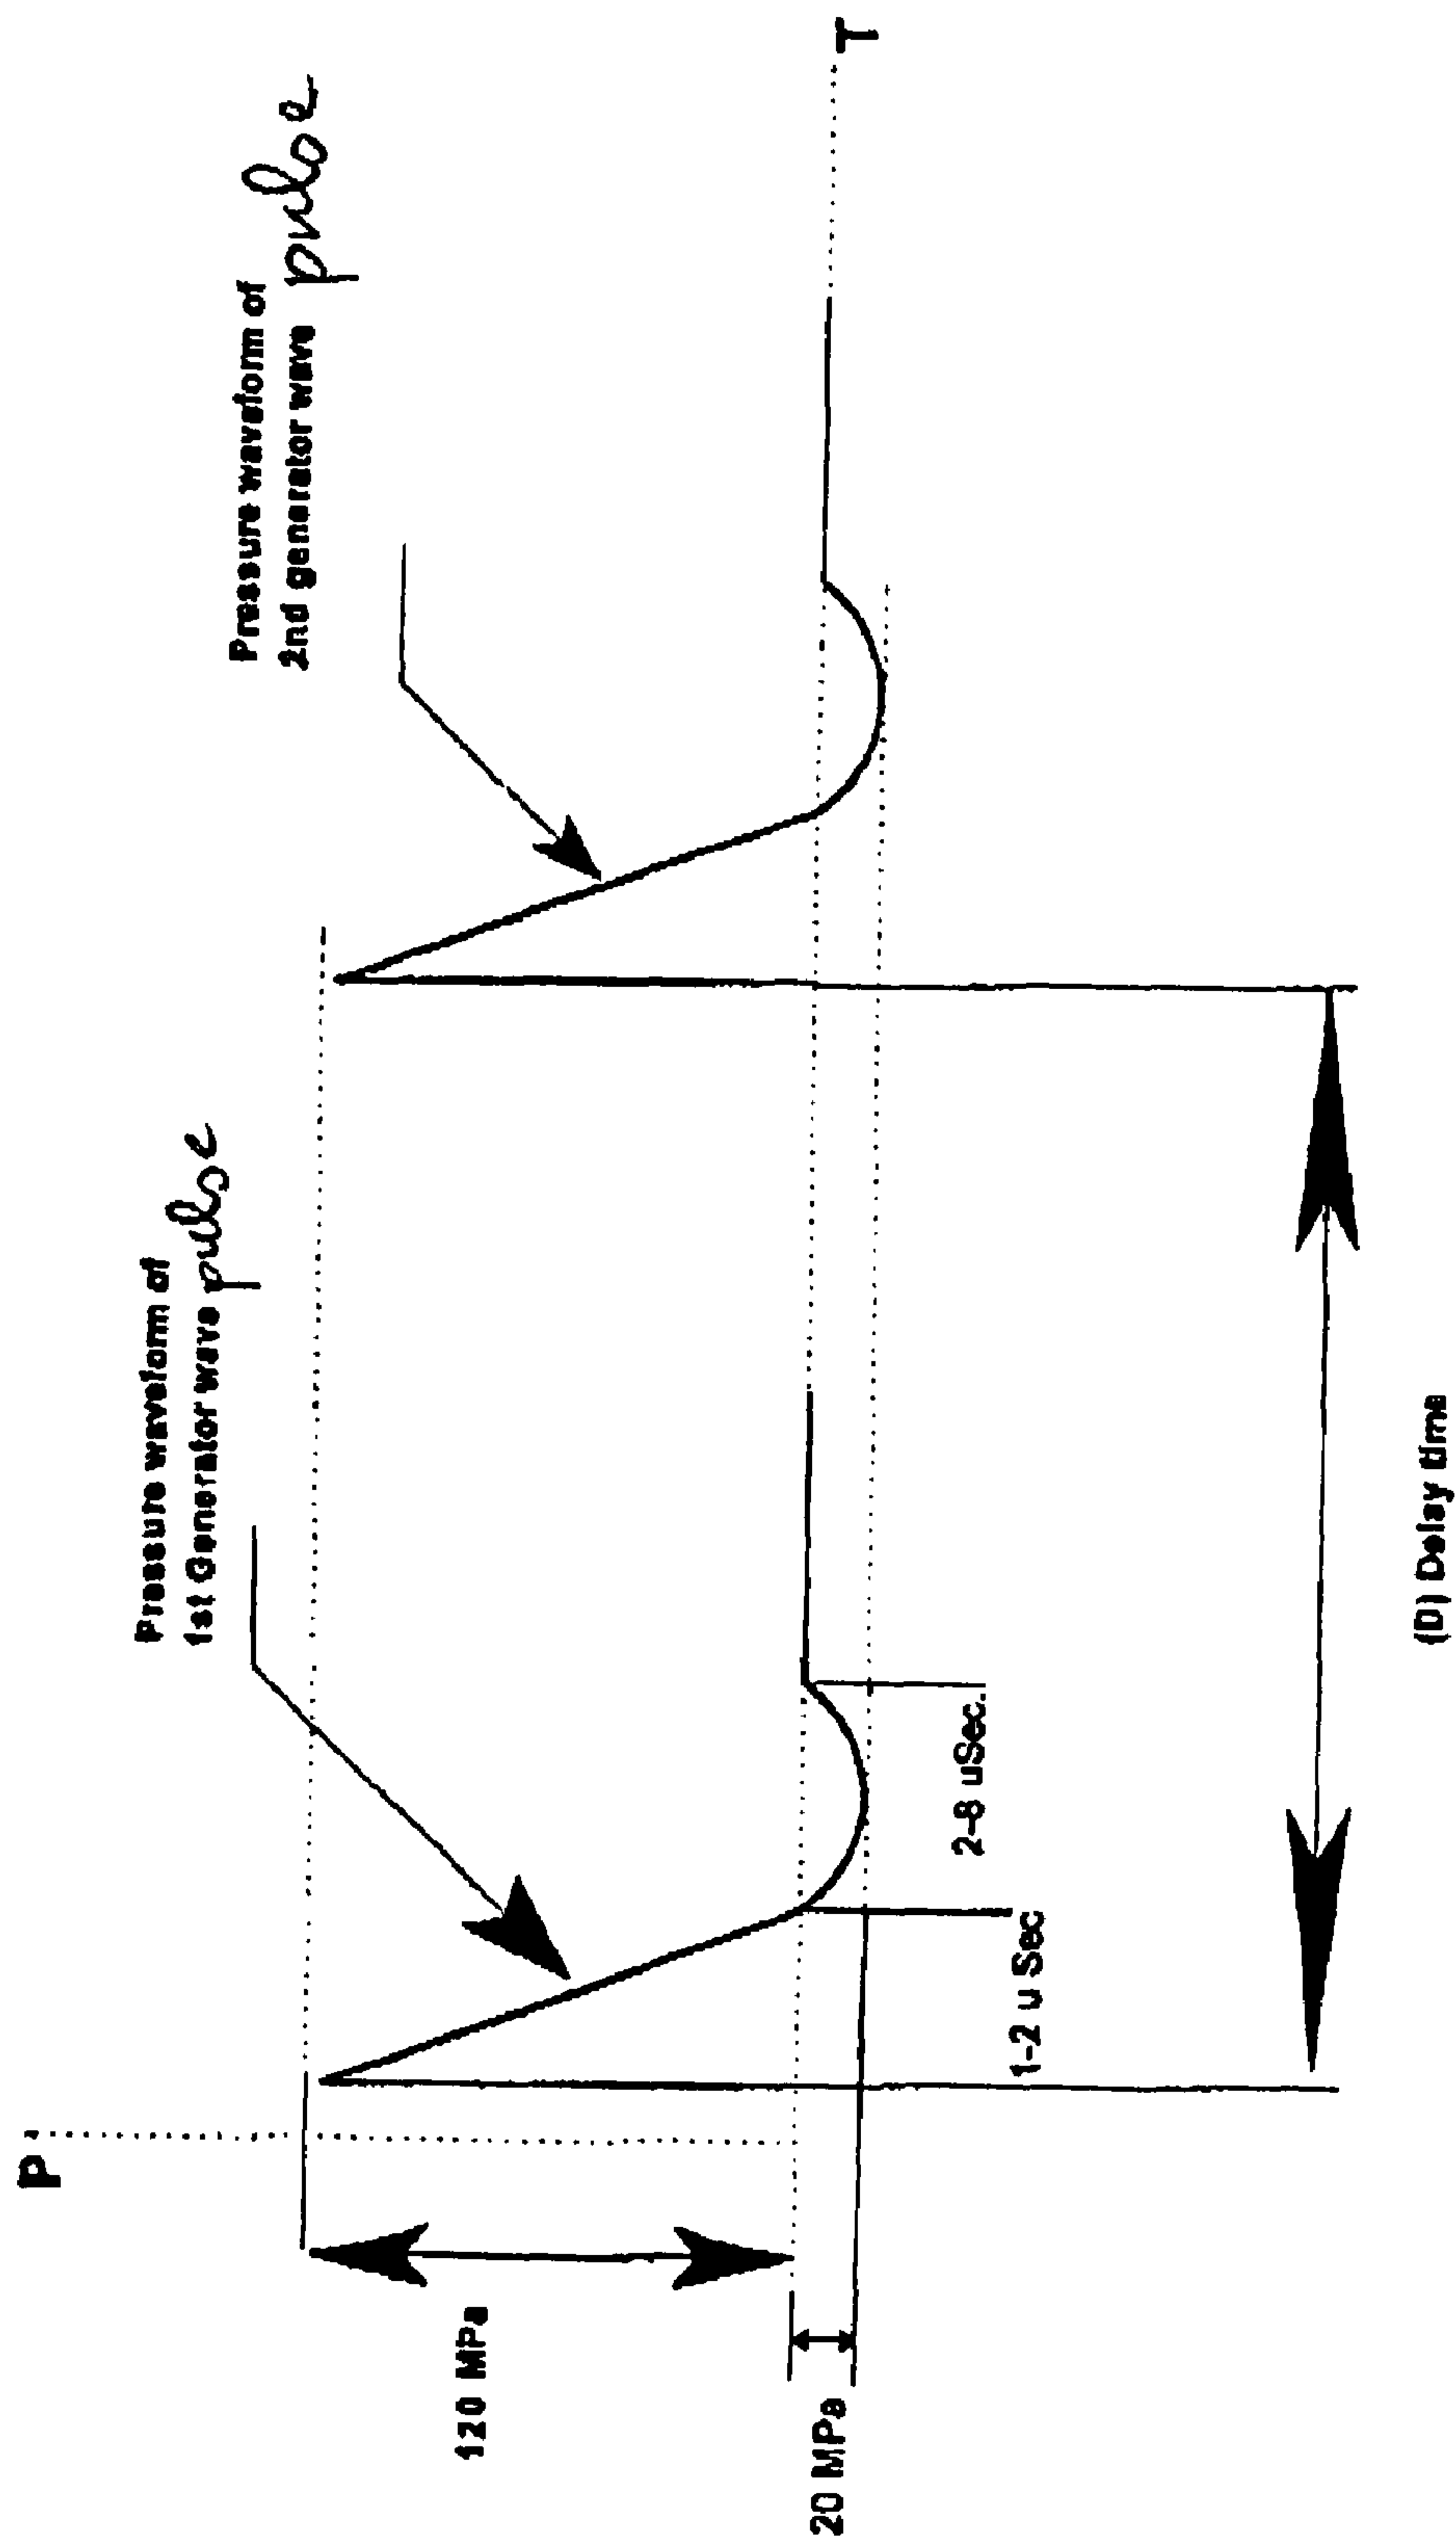 P
Pressure waveform of
1st Generator wave pulse
Pressure waveform of
2nd generator wave pulse
120 MPa
20 MPa
T
1-2 u Sec
2-8 uSec.
(D) Delay time